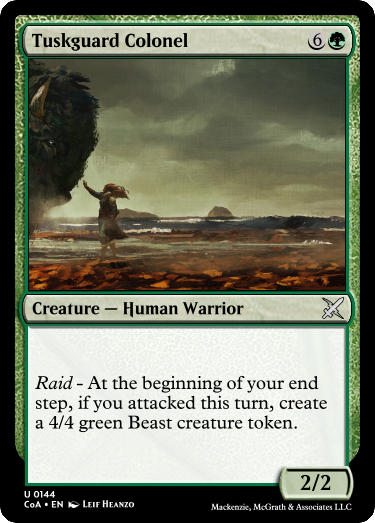 Tuskguard Colonel 6
Creature — Human Warrior
Raid - At the beginning of your end
step, if you attacked this turn, create
a 4/4 green Beast creature token.
2/2
U 0144
CoA • EN Leif Heanzo
Mackenzie, McGrath & Associates LLC